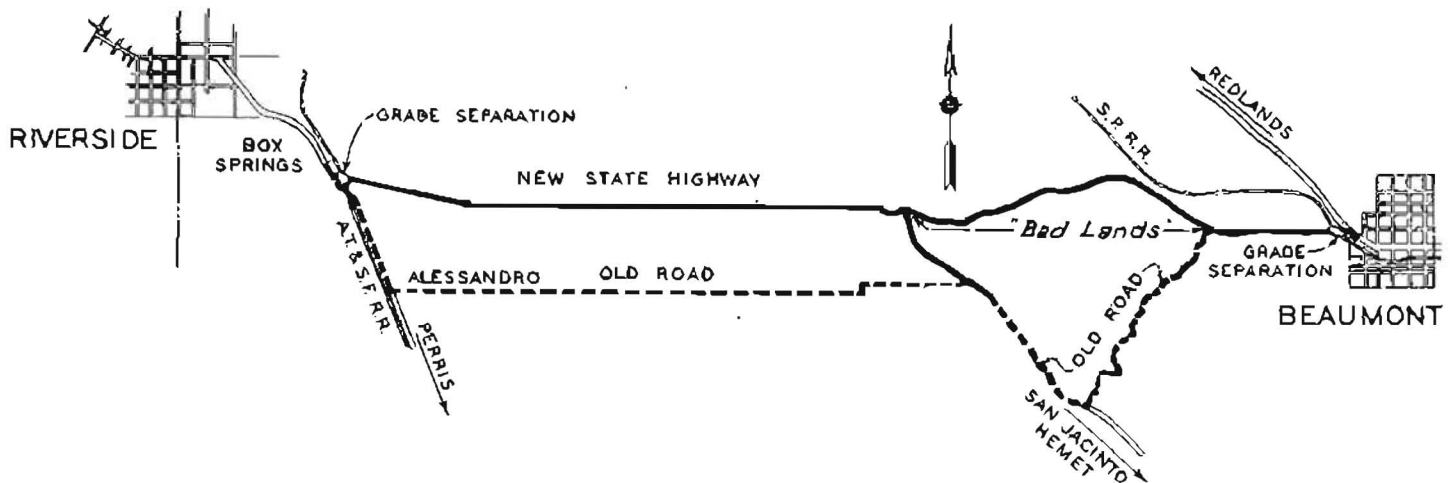 RIVERSIDE
BOX
SPRINGS
GRADE SEPARATION
NEW STATE HIGHWAY
S.P. R.R.
REDLANDS
"Bad Lands"
GRADE
SEPARATION
BEAUMONT
A.T. & S.F. R.R.
ALESSANDRO
OLD ROAD
PERRIS
OLD ROAD
SAN JACINTO
HEMET